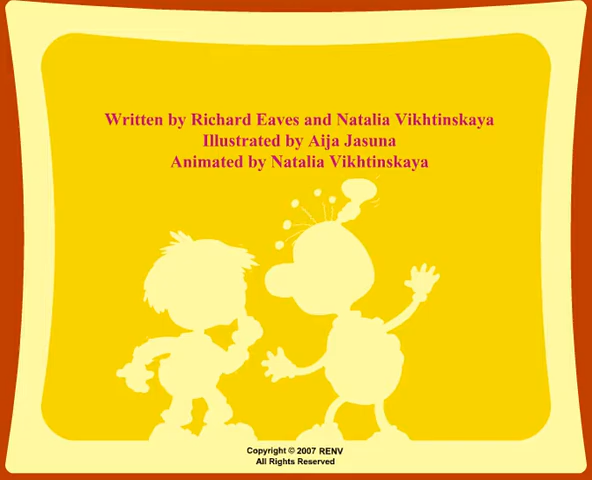 Written by Richard Eaves and Natalia Vikhtinskaya
Illustrated by Aija Jasuna
Animated by Natalia Vikhtinskaya
Copyright © 2007 RENV
All Rights Reserved